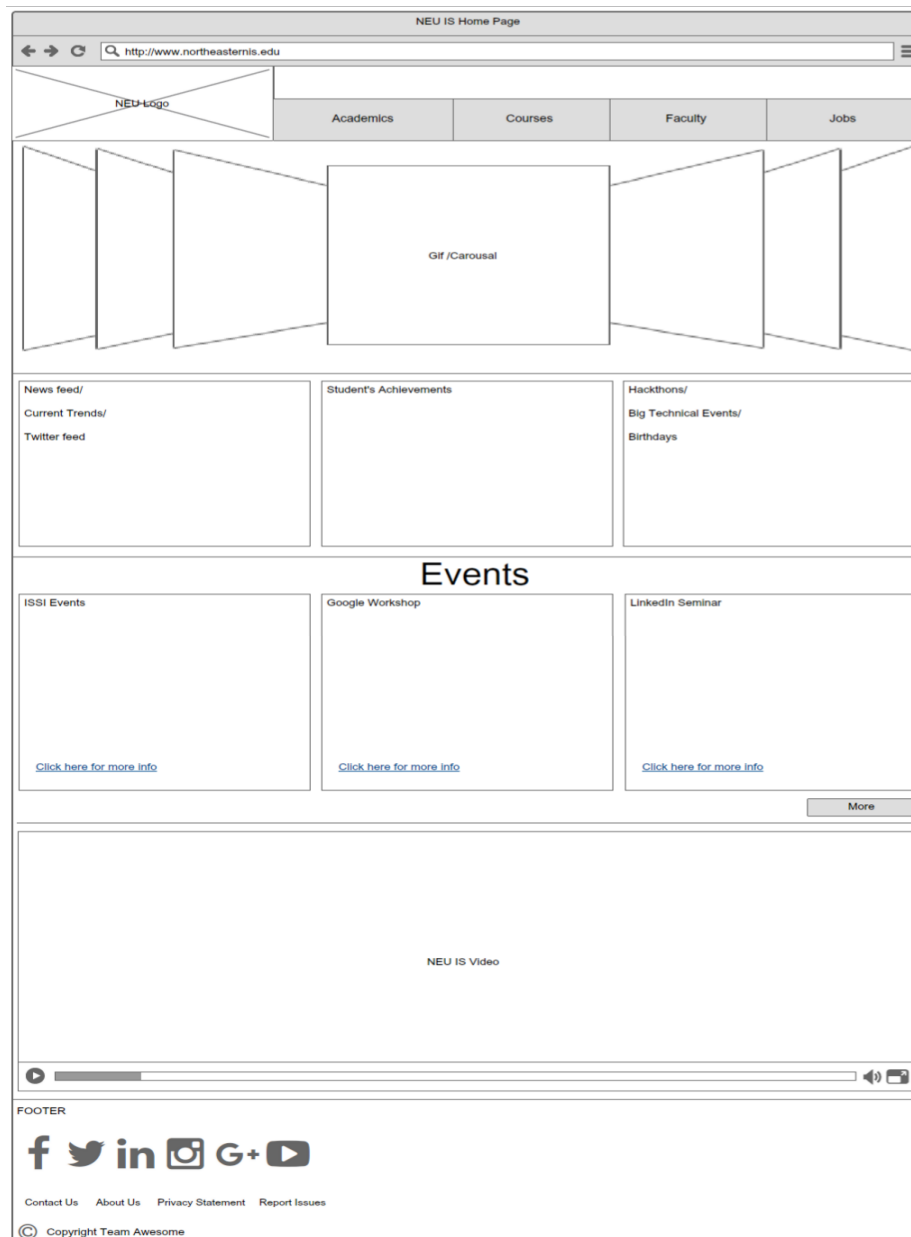 NEU IS Home Page
http://www.northeasternis.edu
NEU Logo
Academics Courses Faculty Jobs
Gif /Carousal
News feed/
Current Trends/
Twitter feed
Student's Achievements
Hackthons/
Big Technical Events/
Birthdays
Events
ISSI Events
Click here for more info
Google Workshop
Click here for more info
LinkedIn Seminar
Click here for more info
More
NEU IS Video
FOOTER
f in G+
Contact Us About Us Privacy Statement Report Issues
© Copyright Team Awesome